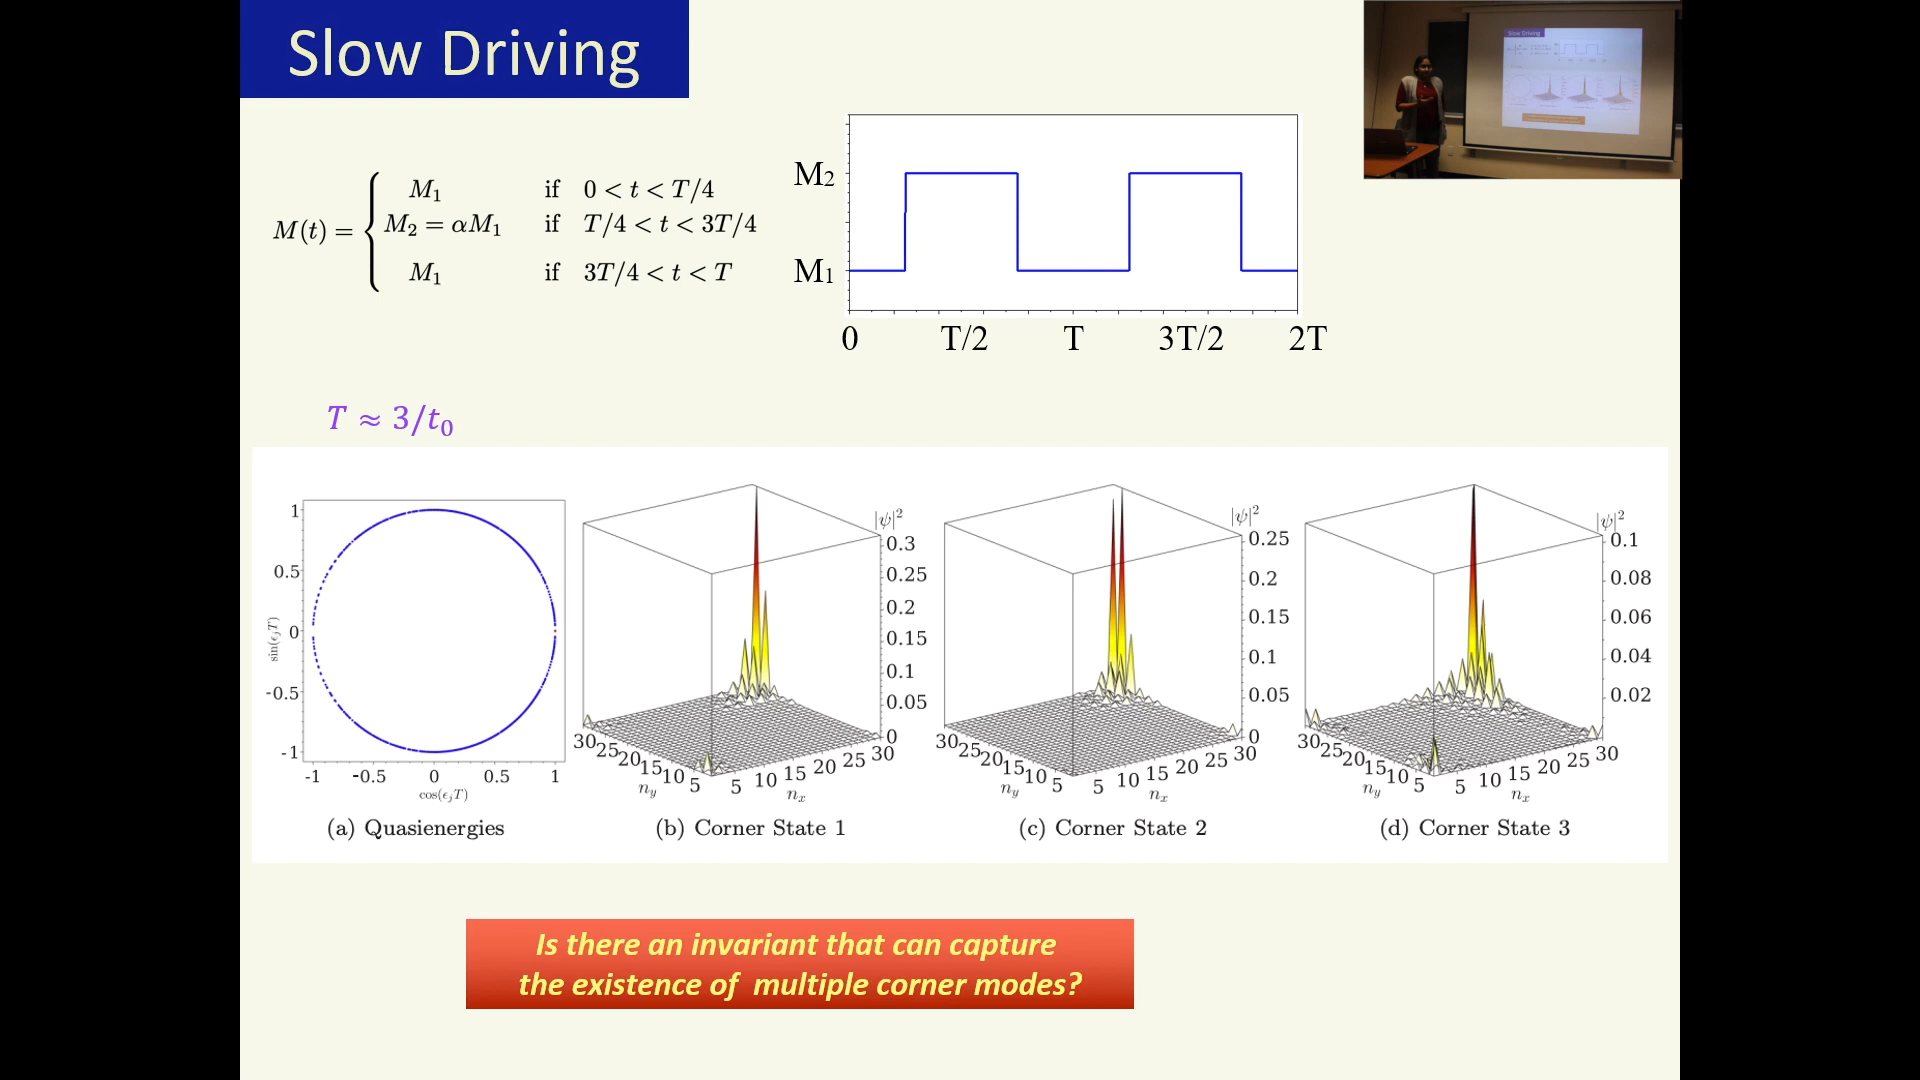 Slow Driving
M(t) =
M₁ if 0 < t < T/4
M₂ = αM₁ if T/4 < t < 3T/4
M₁ if 3T/4 < t < T
M₂
M₁
0 T/2 T 3T/2 2T
T ≈ 3/t₀
1
0.5
0
-0.5
-1
sin(ϵⱼT)
-1 -0.5 0 0.5 1
cos(ϵⱼT)
(a) Quasienergies
|ψ|²
0.3
0.25
0.2
0.15
0.1
0.05
0
30 25 20 15 10 5
n_y
5 10 15 20 25 30
n_x
(b) Corner State 1
|ψ|²
0.25
0.2
0.15
0.1
0.05
0
30 25 20 15 10 5
n_y
5 10 15 20 25 30
n_x
(c) Corner State 2
|ψ|²
0.1
0.08
0.06
0.04
0.02
30 25 20 15 10 5
n_y
5 10 15 20 25 30
n_x
(d) Corner State 3
Is there an invariant that can capture
the existence of multiple corner modes?
Slow Driving